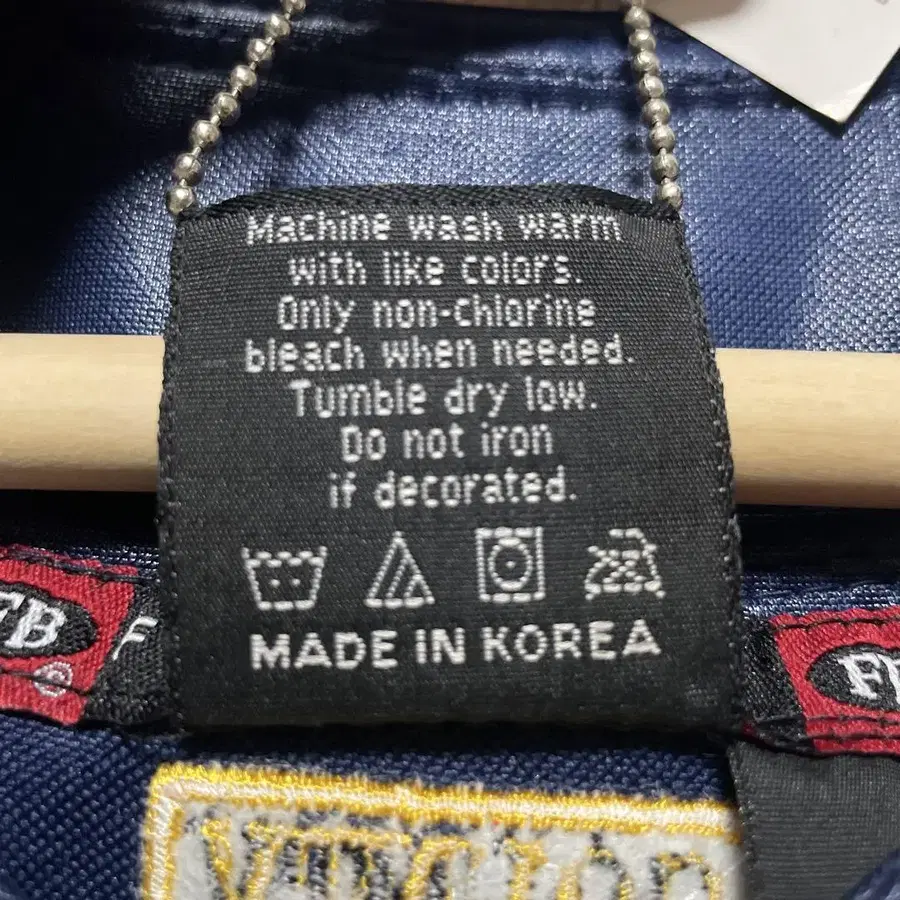 Machine wash warm
with like colors.
Only non-chlorine
bleach when needed.
Tumble dry low.
Do not iron
if decorated.
MADE IN KOREA